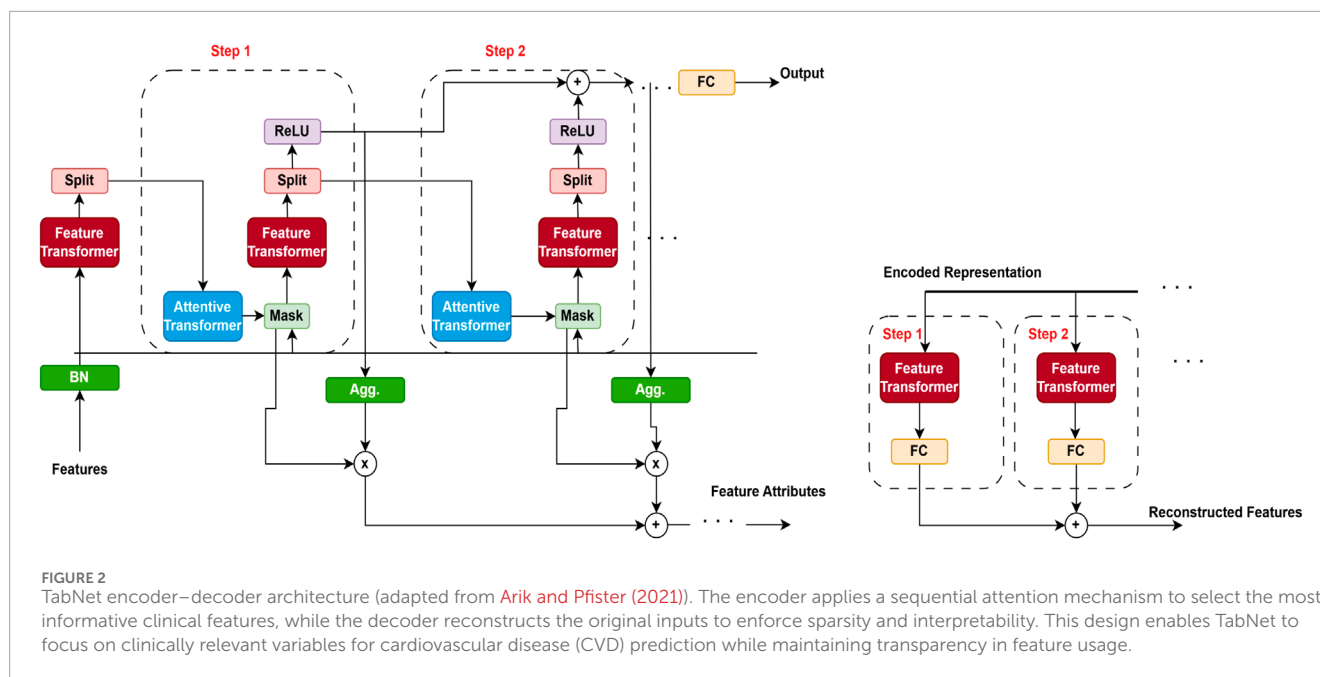 Step 1
Step 2
+
. . .
FC
Output
ReLU
ReLU
Split
Split
Split
Feature
Transformer
Feature
Transformer
Feature
Transformer
. . .
Attentive
Transformer
Mask
Attentive
Transformer
Mask
BN
Agg.
Agg.
Features
x
x
Feature Attributes
+
. . .
Encoded Representation
. . .
Step 1
Step 2
. . .
Feature
Transformer
Feature
Transformer
FC
FC
+
Reconstructed Features
FIGURE 2
TabNet encoder–decoder architecture (adapted from Arik and Pfister (2021)). The encoder applies a sequential attention mechanism to select the most
informative clinical features, while the decoder reconstructs the original inputs to enforce sparsity and interpretability. This design enables TabNet to
focus on clinically relevant variables for cardiovascular disease (CVD) prediction while maintaining transparency in feature usage.